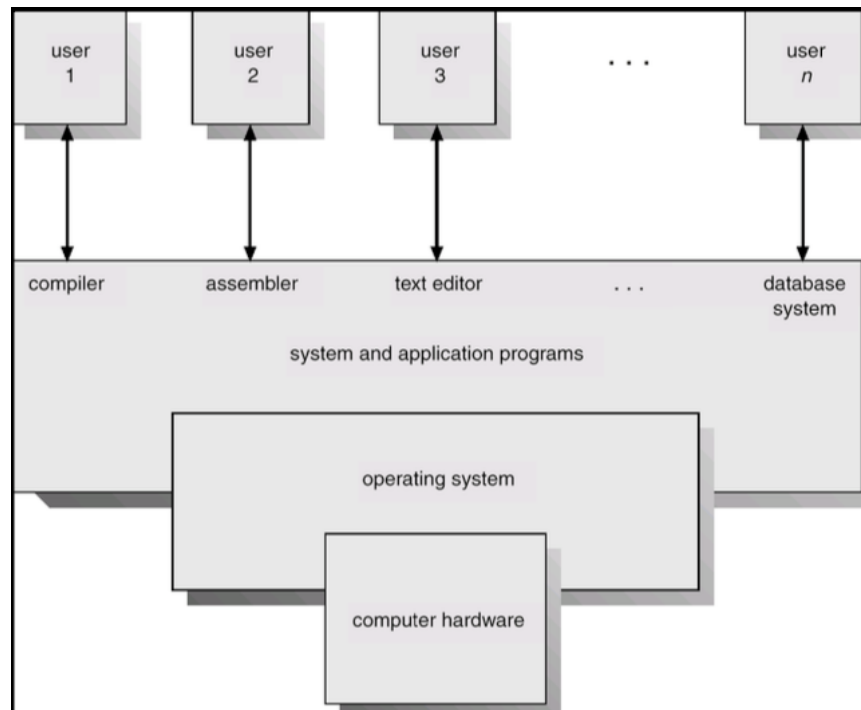 user
1
user
2
user
3
. . .
user
n
compiler
assembler
text editor
. . .
database
system
system and application programs
operating system
computer hardware